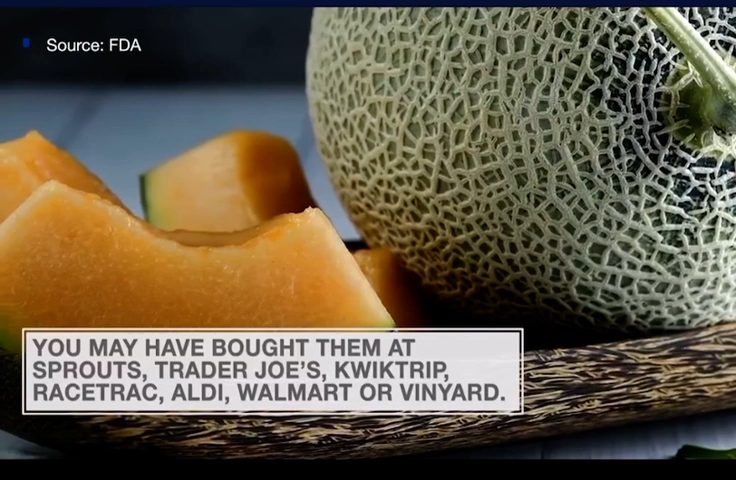 Source: FDA
YOU MAY HAVE BOUGHT THEM AT
SPROUTS, TRADER JOE'S, KWIKTRIP,
RACETRAC, ALDI, WALMART OR VINYARD.